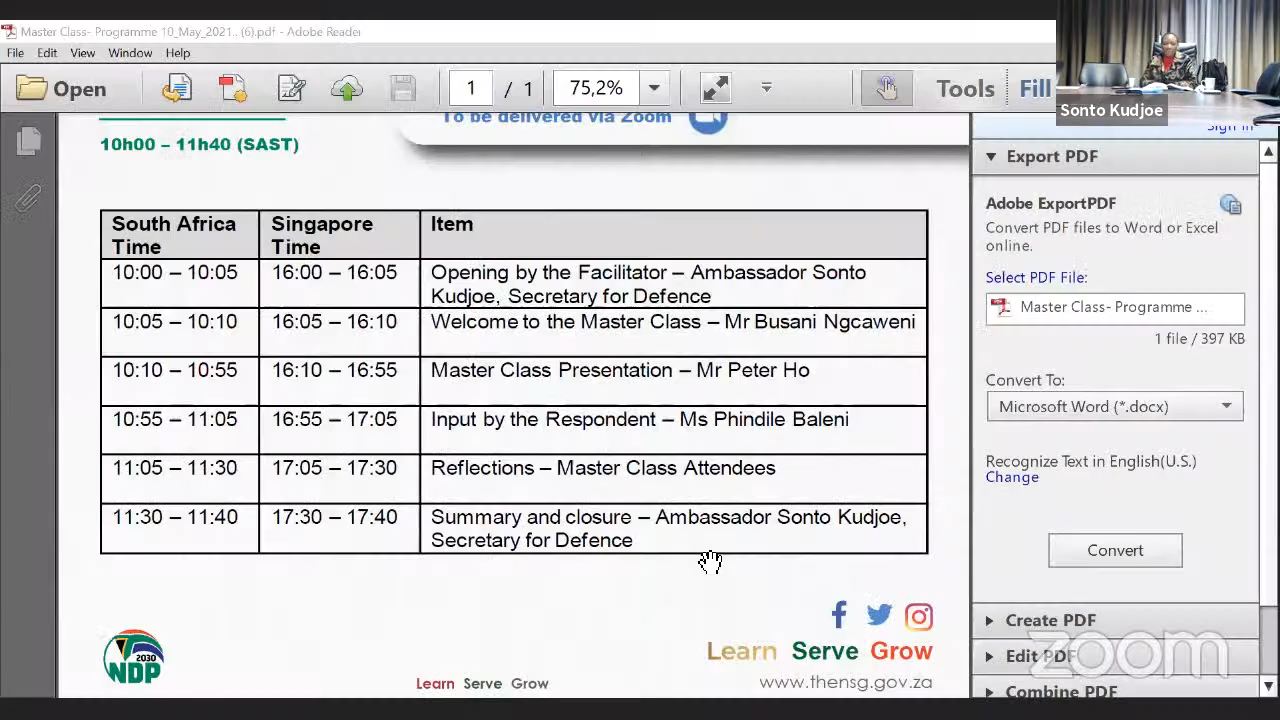 Master Class- Programme 10_May_2021.. (6).pdf - Adobe Reader
File Edit View Window Help
Open
1 / 1
75,2%
Tools
Fill
Sonto Kudjoe
Sign In
To be delivered via Zoom
10h00 – 11h40 (SAST)
South Africa Time
Singapore Time
Item
10:00 – 10:05
16:00 – 16:05
Opening by the Facilitator – Ambassador Sonto
Kudjoe, Secretary for Defence
10:05 – 10:10
16:05 – 16:10
Welcome to the Master Class – Mr Busani Ngcaweni
10:10 – 10:55
16:10 – 16:55
Master Class Presentation – Mr Peter Ho
10:55 – 11:05
16:55 – 17:05
Input by the Respondent – Ms Phindile Baleni
11:05 – 11:30
17:05 – 17:30
Reflections – Master Class Attendees
11:30 – 11:40
17:30 – 17:40
Summary and closure – Ambassador Sonto Kudjoe,
Secretary for Defence
2030
NDP
Learn Serve Grow
Learn Serve Grow
www.thensg.gov.za
Export PDF
Adobe ExportPDF
Convert PDF files to Word or Excel
online.
Select PDF File:
Master Class- Programme ...
1 file / 397 KB
Convert To:
Microsoft Word (*.docx)
Recognize Text in English(U.S.)
Change
Convert
Create PDF
Edit PDF
Combine PDF
zoom